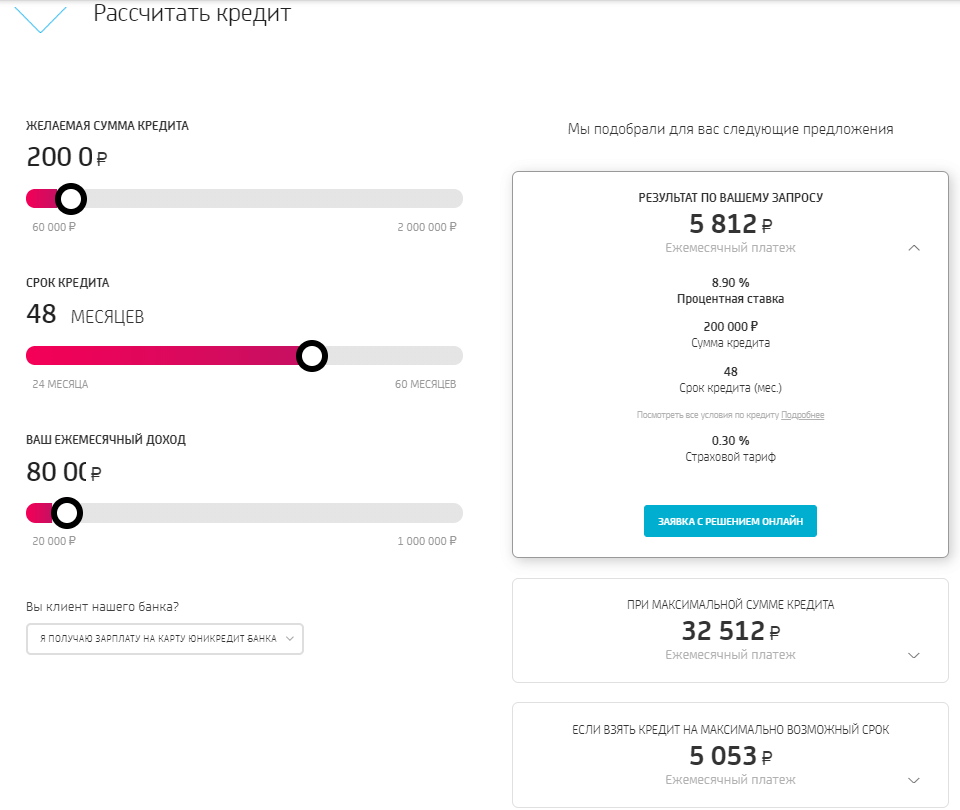 Рассчитать кредит
ЖЕЛАЕМАЯ СУММА КРЕДИТА
200 0 ₽
60 000 ₽
2 000 000 ₽
СРОК КРЕДИТА
48 МЕСЯЦЕВ
24 МЕСЯЦА
60 МЕСЯЦЕВ
ВАШ ЕЖЕМЕСЯЧНЫЙ ДОХОД
80 0 ₽
20 000 ₽
1 000 000 ₽
Вы клиент нашего банка?
Я ПОЛУЧАЮ ЗАРПЛАТУ НА КАРТУ ЮНИКРЕДИТ БАНКА
Мы подобрали для вас следующие предложения
РЕЗУЛЬТАТ ПО ВАШЕМУ ЗАПРОСУ
5 812 ₽
Ежемесячный платеж
8.90 %
Процентная ставка
200 000 ₽
Сумма кредита
48
Срок кредита (мес.)
Посмотреть все условия по кредиту Подробнее
0.30 %
Страховой тариф
ЗАЯВКА С РЕШЕНИЕМ ОНЛАЙН
ПРИ МАКСИМАЛЬНОЙ СУММЕ КРЕДИТА
32 512 ₽
Ежемесячный платеж
ЕСЛИ ВЗЯТЬ КРЕДИТ НА МАКСИМАЛЬНО ВОЗМОЖНЫЙ СРОК
5 053 ₽
Ежемесячный платеж